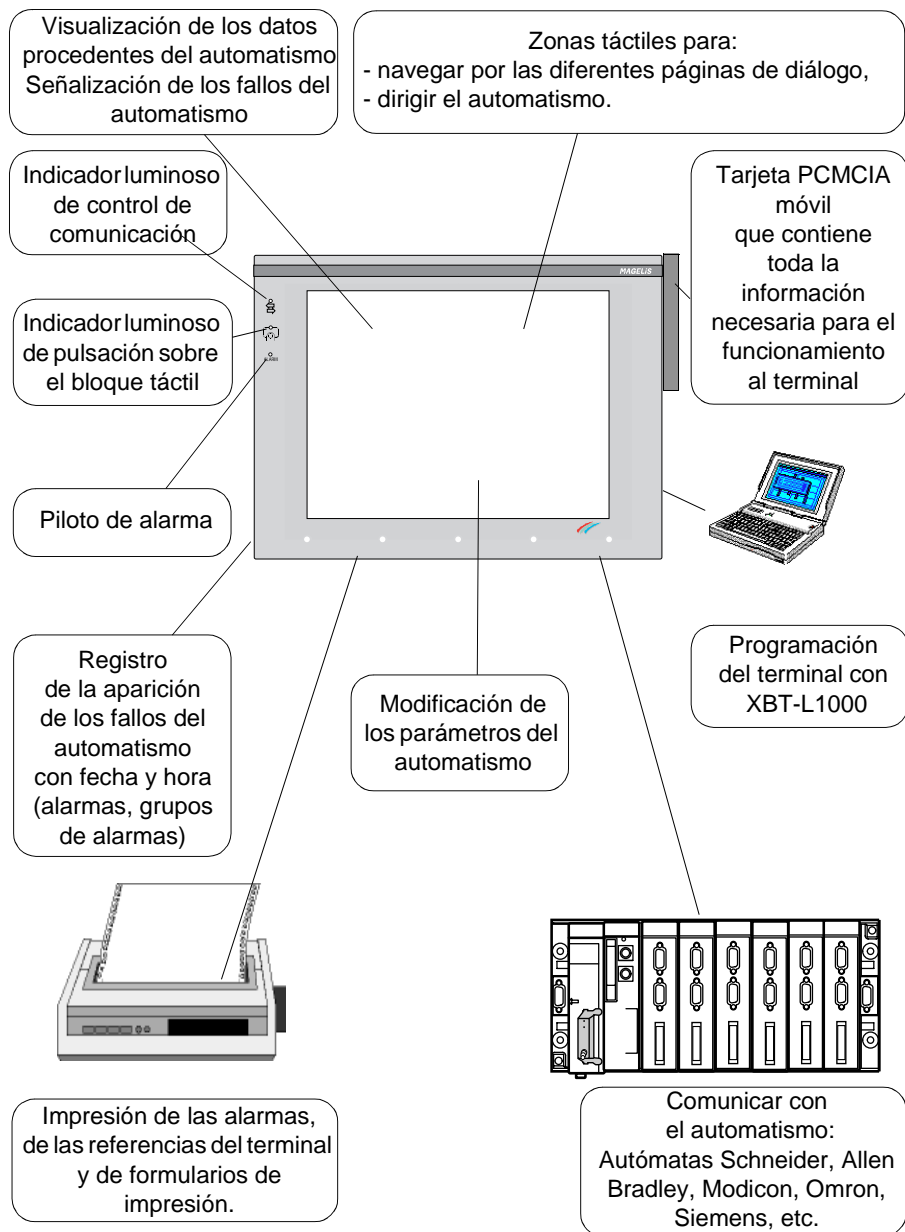 Visualización de los datos
procedentes del automatismo
Señalización de los fallos del
automatismo
Zonas táctiles para:
- navegar por las diferentes páginas de diálogo,
- dirigir el automatismo.
Indicador luminoso
de control de
comunicación
Tarjeta PCMCIA
móvil
que contiene
toda la
información
necesaria para el
funcionamiento
al terminal
MAGELIS
Indicador luminoso
de pulsación sobre
el bloque táctil
ALARM
Piloto de alarma
Registro
de la aparición
de los fallos del
automatismo
con fecha y hora
(alarmas, grupos
de alarmas)
Modificación de
los parámetros del
automatismo
Programación
del terminal con
XBT-L1000
Impresión de las alarmas,
de las referencias del terminal
y de formularios de
impresión.
Comunicar con
el automatismo:
Autómatas Schneider, Allen
Bradley, Modicon, Omron,
Siemens, etc.